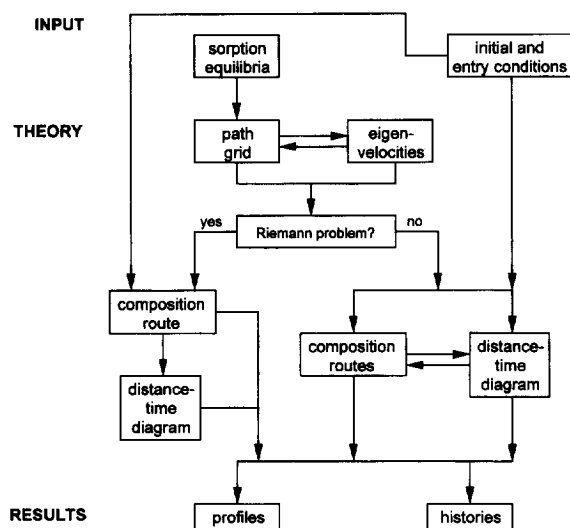 INPUT
sorption
equilibria
initial and
entry conditions
THEORY
path
grid
eigen-
velocities
yes
Riemann problem?
no
composition
route
composition
routes
distance-
time
diagram
distance-
time
diagram
RESULTS
profiles
histories